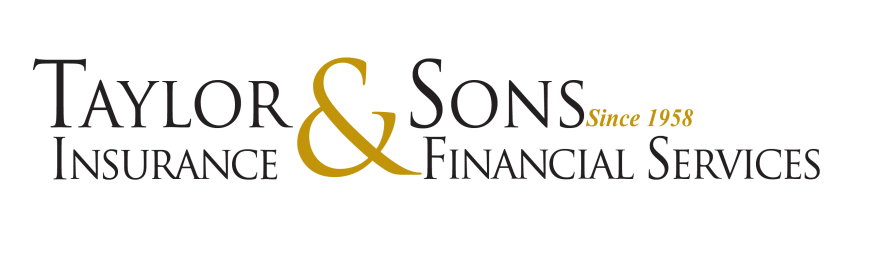 Taylor & Sons Since 1958
Insurance & Financial Services